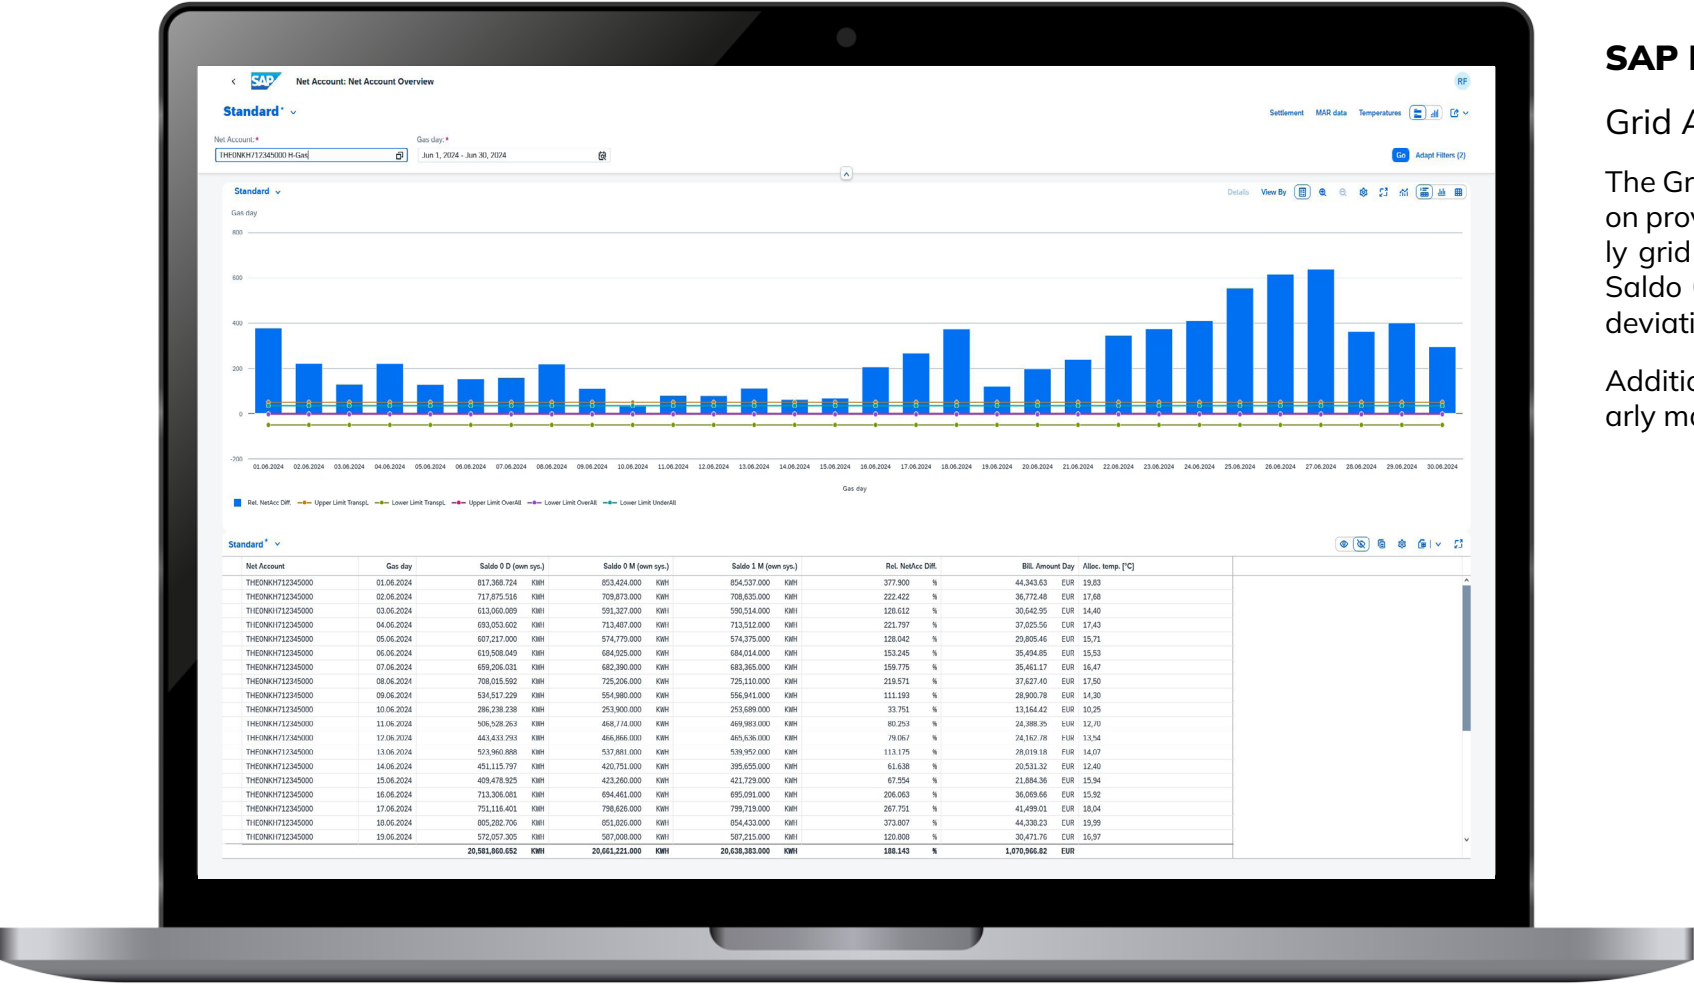 SAP
Net Account: Net Account Overview
RF
Standard*
Settlement MAR data Temperatures
Net Account:* Gas day:*
THE0NKH712345000 H-Gas Jun 1, 2024 - Jun 30, 2024
Go Adapt Filters (2)
Standard
Details View By
Gas day
800
600
400
200
0
-200
01.06.2024 02.06.2024 03.06.2024 04.06.2024 05.06.2024 06.06.2024 07.06.2024 08.06.2024 09.06.2024 10.06.2024 11.06.2024 12.06.2024 13.06.2024 14.06.2024 15.06.2024 16.06.2024 17.06.2024 18.06.2024 19.06.2024 20.06.2024 21.06.2024 22.06.2024 23.06.2024 24.06.2024 25.06.2024 26.06.2024 27.06.2024 28.06.2024 29.06.2024 30.06.2024
Gas day
Rel. NetAcc Diff. Upper Limit TranspL Lower Limit TranspL Upper Limit OverAll Lower Limit OverAll Lower Limit UnderAll
Standard*
Net Account Gas day Saldo 0 D (own sys.) Saldo 0 M (own sys.) Saldo 1 M (own sys.) Rel. NetAcc Diff. Bill. Amount Day Alloc. temp. [°C]
THE0NKH712345000 01.06.2024 817,368.724 KWH 853,424.000 KWH 854,537.000 KWH 377.900 % 44,343.63 EUR 19,83
THE0NKH712345000 02.06.2024 717,875.516 KWH 709,873.000 KWH 708,635.000 KWH 222.422 % 36,772.48 EUR 17,68
THE0NKH712345000 03.06.2024 613,060.089 KWH 591,327.000 KWH 590,514.000 KWH 128.612 % 30,642.95 EUR 14,40
THE0NKH712345000 04.06.2024 693,053.602 KWH 713,487.000 KWH 713,512.000 KWH 221.797 % 37,025.56 EUR 17,43
THE0NKH712345000 05.06.2024 607,217.000 KWH 574,779.000 KWH 574,375.000 KWH 128.042 % 29,805.46 EUR 15,71
THE0NKH712345000 06.06.2024 619,508.049 KWH 684,925.000 KWH 684,014.000 KWH 153.245 % 35,494.85 EUR 15,53
THE0NKH712345000 07.06.2024 659,206.031 KWH 682,390.000 KWH 683,365.000 KWH 159.775 % 35,461.17 EUR 16,47
THE0NKH712345000 08.06.2024 708,015.592 KWH 725,206.000 KWH 725,110.000 KWH 219.571 % 37,627.40 EUR 17,50
THE0NKH712345000 09.06.2024 534,517.229 KWH 554,980.000 KWH 556,941.000 KWH 111.193 % 28,900.78 EUR 14,30
THE0NKH712345000 10.06.2024 286,238.238 KWH 253,900.000 KWH 253,689.000 KWH 33.751 % 13,164.42 EUR 10,25
THE0NKH712345000 11.06.2024 506,528.263 KWH 468,774.000 KWH 469,983.000 KWH 80.253 % 24,388.35 EUR 12,70
THE0NKH712345000 12.06.2024 443,433.293 KWH 466,866.000 KWH 465,636.000 KWH 79.067 % 24,162.78 EUR 13,54
THE0NKH712345000 13.06.2024 523,960.888 KWH 537,881.000 KWH 539,952.000 KWH 113.175 % 28,019.18 EUR 14,07
THE0NKH712345000 14.06.2024 451,115.797 KWH 420,751.000 KWH 395,655.000 KWH 61.638 % 20,531.32 EUR 12,40
THE0NKH712345000 15.06.2024 409,478.925 KWH 423,260.000 KWH 421,729.000 KWH 67.554 % 21,884.36 EUR 15,94
THE0NKH712345000 16.06.2024 713,306.081 KWH 694,461.000 KWH 695,091.000 KWH 206.063 % 36,069.66 EUR 15,92
THE0NKH712345000 17.06.2024 751,116.401 KWH 798,626.000 KWH 799,719.000 KWH 267.751 % 41,499.01 EUR 18,04
THE0NKH712345000 18.06.2024 805,282.706 KWH 851,826.000 KWH 854,433.000 KWH 373.807 % 44,338.23 EUR 19,99
THE0NKH712345000 19.06.2024 572,057.305 KWH 587,008.000 KWH 587,215.000 KWH 120.808 % 30,471.76 EUR 16,97
20,581,860.652 KWH 20,661,221.000 KWH 20,638,383.000 KWH 188.143 % 1,070,966.82 EUR
SAP
Grid
The Gr
on prov
ly grid
Saldo
deviati
Additio
arly ma